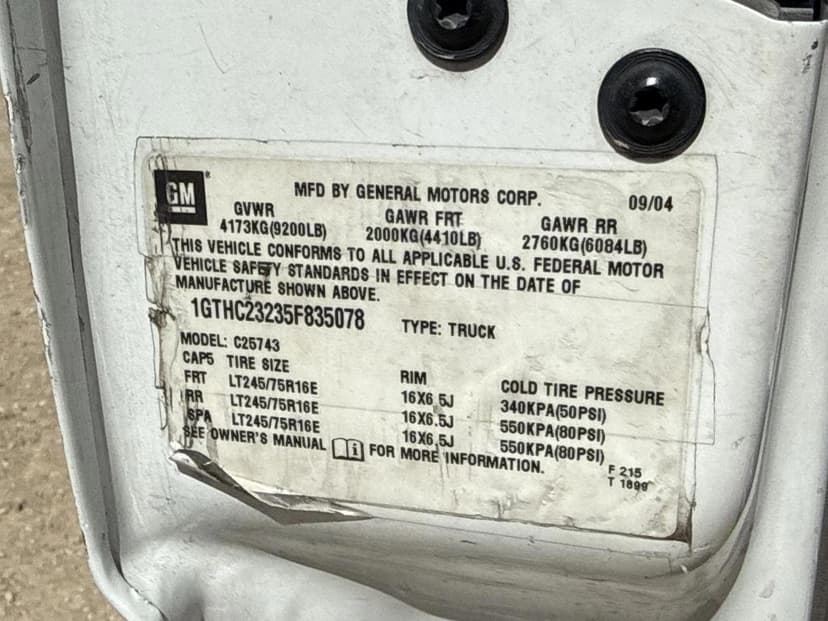 GM
MFD BY GENERAL MOTORS CORP. 09/04
GVWR GAWR FRT GAWR RR
4173KG(9200LB) 2000KG(4410LB) 2760KG(6084LB)
THIS VEHICLE CONFORMS TO ALL APPLICABLE U.S. FEDERAL MOTOR
VEHICLE SAFETY STANDARDS IN EFFECT ON THE DATE OF
MANUFACTURE SHOWN ABOVE.
1GTHC23235F835078 TYPE: TRUCK
MODEL: C25743
CAP5 TIRE SIZE RIM COLD TIRE PRESSURE
FRT LT245/75R16E 16X6.5J 340KPA(50PSI)
RR LT245/75R16E 16X6.5J 550KPA(80PSI)
SPA LT245/75R16E 16X6.5J 550KPA(80PSI)
SEE OWNER'S MANUAL FOR MORE INFORMATION.
F 215
T 1899